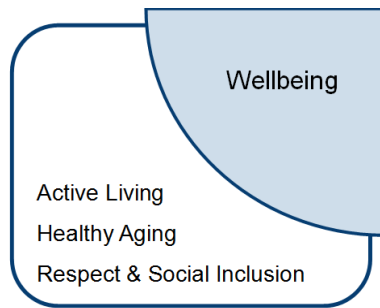 Wellbeing
Active Living
Healthy Aging
Respect & Social Inclusion